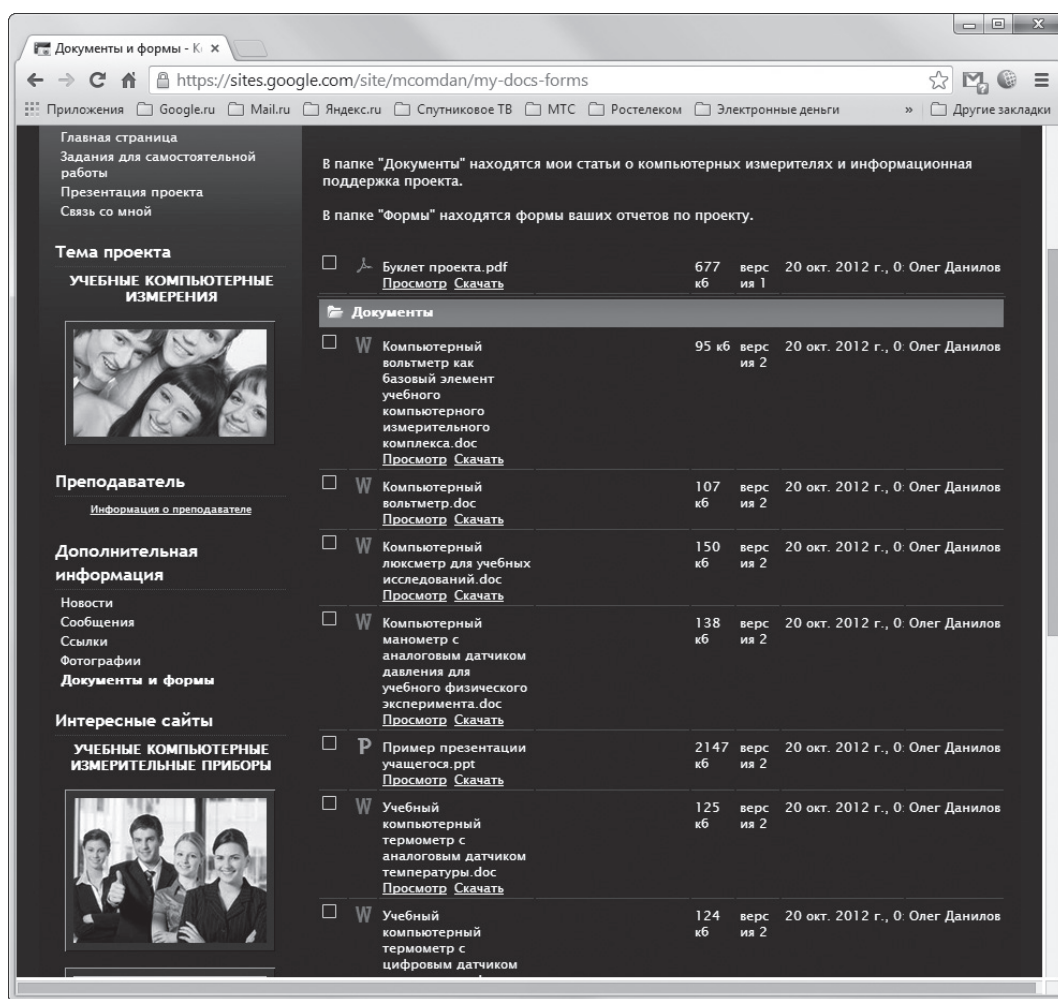 Документы и формы - К
https://sites.google.com/site/mcomdan/my-docs-forms
Приложения Google.ru Mail.ru Яндекс.ru Спутниковое ТВ МТС Ростелеком Электронные деньги » Другие закладки
Главная страница
Задания для самостоятельной
работы
Презентация проекта
Связь со мной
Тема проекта
УЧЕБНЫЕ КОМПЬЮТЕРНЫЕ
ИЗМЕРЕНИЯ
Преподаватель
Информация о преподавателе
Дополнительная
информация
Новости
Сообщения
Ссылки
Фотографии
Документы и формы
Интересные сайты
УЧЕБНЫЕ КОМПЬЮТЕРНЫЕ
ИЗМЕРИТЕЛЬНЫЕ ПРИБОРЫ
В папке "Документы" находятся мои статьи о компьютерных измерителях и информационная
поддержка проекта.
В папке "Формы" находятся формы ваших отчетов по проекту.
Буклет проекта.pdf 677 верс 20 окт. 2012 г., 0: Олег Данилов
Просмотр Скачать кб ия 1
Документы
W Компьютерный 95 кб верс 20 окт. 2012 г., 0: Олег Данилов
вольтметр как ия 2
базовый элемент
учебного
компьютерного
измерительного
комплекса.doc
Просмотр Скачать
W Компьютерный 107 верс 20 окт. 2012 г., 0: Олег Данилов
вольтметр.doc кб ия 2
Просмотр Скачать
W Компьютерный 150 верс 20 окт. 2012 г., 0: Олег Данилов
люксметр для учебных кб ия 2
исследований.doc
Просмотр Скачать
W Компьютерный 138 верс 20 окт. 2012 г., 0: Олег Данилов
манометр с кб ия 2
аналоговым датчиком
давления для
учебного физического
эксперимента.doc
Просмотр Скачать
P Пример презентации 2147 верс 20 окт. 2012 г., 0: Олег Данилов
учащегося.ppt кб ия 2
Просмотр Скачать
W Учебный 125 верс 20 окт. 2012 г., 0: Олег Данилов
компьютерный кб ия 2
термометр с
аналоговым датчиком
температуры.doc
Просмотр Скачать
W Учебный 124 верс 20 окт. 2012 г., 0: Олег Данилов
компьютерный кб ия 2
термометр с
цифровым датчиком